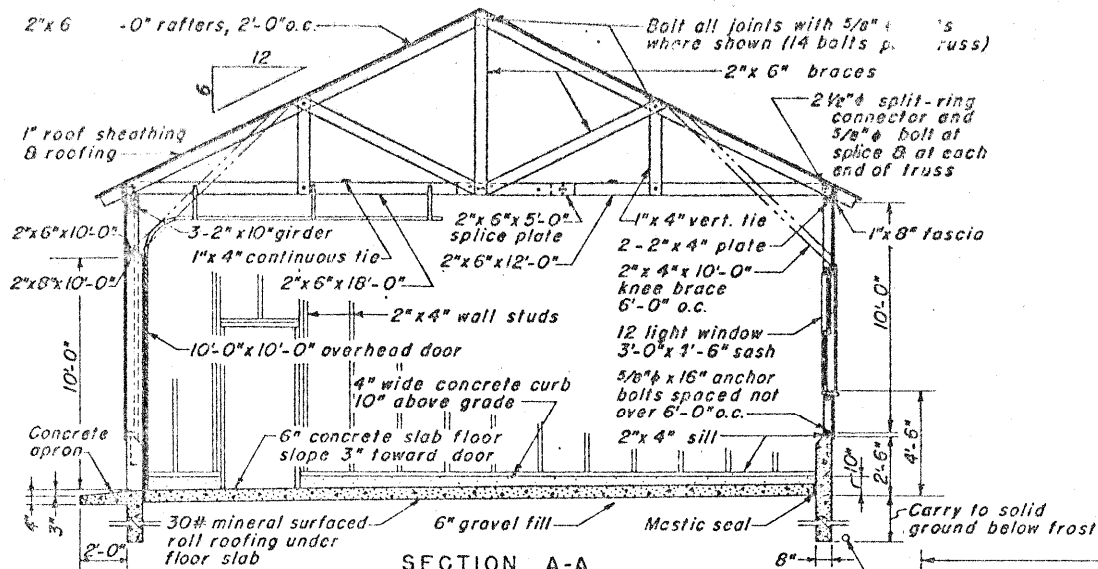 2"x 6 -0" rafters, 2'-0" o.c.
Bolt all joints with 5/8"
where shown (14 bolts
12
6
2"x 6" braces
2 1/2"ϕ split-ring
connector and
5/8"ϕ bolt at
splice & at each
end of truss
1" roof sheathing
& roofing
2"x6"x10'-0"
3-2"x 10" girder
2"x 6"x 5'-0"
splice plate
1"x 4" vert. tie
2-2"x 4" plate
1"x 8" fascia
1"x 4" continuous tie
2"x 6"x 12'-0"
2"x8"x10'-0"
2"x 6"x 18'-0"
2"x 4"x 10'-0"
knee brace
6'-0" o.c.
10'-0"
2"x 4" wall studs
12 light window
3'-0"x 1'-6" sash
10'-0"x 10'-0" overhead door
10'-0"
4" wide concrete curb
10" above grade
5/8"ϕ x 16" anchor
bolts spaced not
over 6'-0" o.c.
Concrete
apron
6" concrete slab floor
slope 3" toward door
2"x 4" sill
10"
2'-6"
4'-6"
4"
3"
30# mineral surfaced
roll roofing under
floor slab
6" gravel fill
Mastic seal
Carry to solid
ground below frost
2'-0"
8"
SECTION A-A